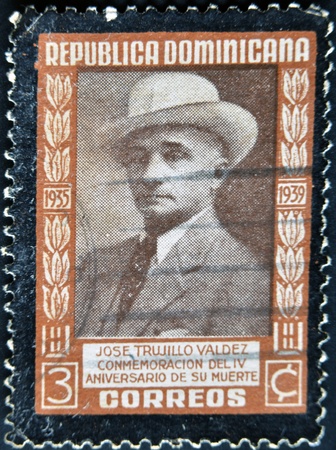 REPUBLICA DOMINICANA
1935 1939
JOSE TRUJILLO VALDEZ
CONMEMORACION DEL IV
ANIVERSARIO DE SU MUERTE
3 CORREOS ¢